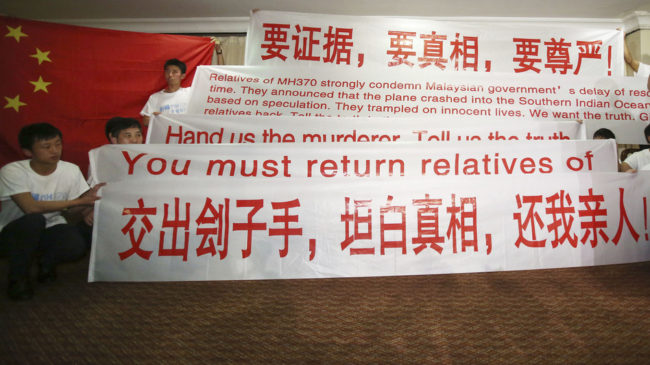 要证据，要真相，要尊严！
Relatives of MH370 strongly condemn Malaysian government's delay of
time. They announced that the plane crashed into the Southern Indian Ocean
based on speculation. They trampled on innocent lives. We want the truth.
relatives back.
Hand us the murderer. Tell us the truth
You must return relatives of
交出刽子手，坦白真相，还我亲人！